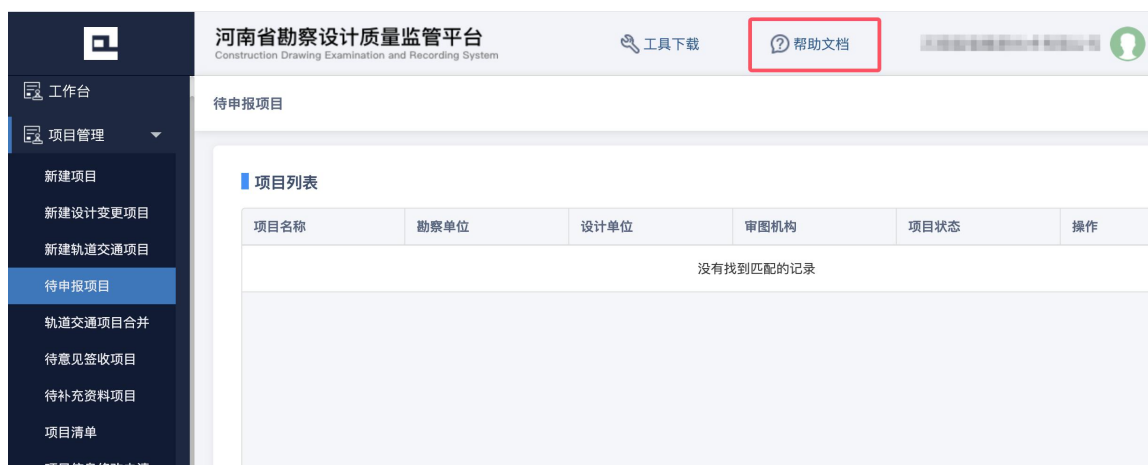 河南省勘察设计质量监管平台
Construction Drawing Examination and Recording System
工具下载
帮助文档
工作台
项目管理
新建项目
新建设计变更项目
新建轨道交通项目
待申报项目
轨道交通项目合并
待意见签收项目
待补充资料项目
项目清单
待申报项目
项目列表
项目名称 勘察单位 设计单位 审图机构 项目状态 操作
没有找到匹配的记录